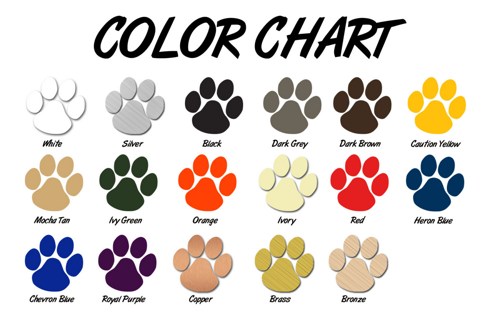 COLOR CHART
White Silver Black Dark Grey Dark Brown Caution Yellow
Mocha Tan Ivy Green Orange Ivory Red Heron Blue
Chevron Blue Royal Purple Copper Brass Bronze